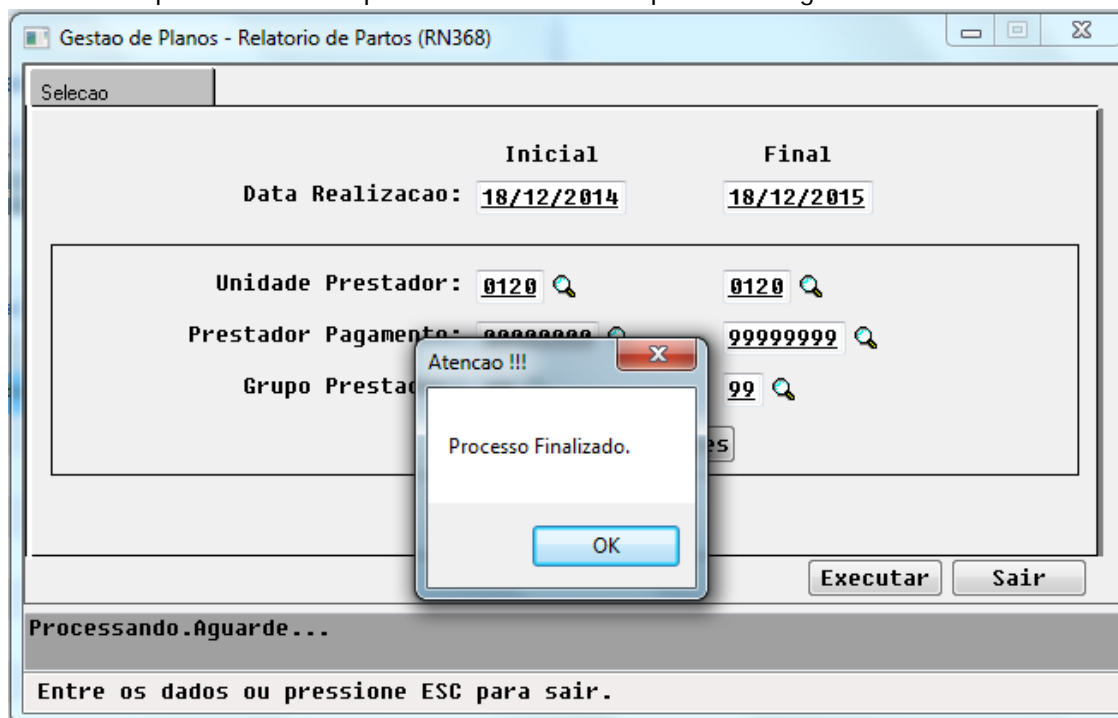 Gestao de Planos - Relatorio de Partos (RN368)
Selecao
Inicial Final
Data Realizacao: 18/12/2014 18/12/2015
Unidade Prestador: 0120 0120
Prestador 99999999
Grupo 99
Atencao !!!
Processo Finalizado.
OK
Executar Sair
Processando.Aguarde...
Entre os dados ou pressione ESC para sair.